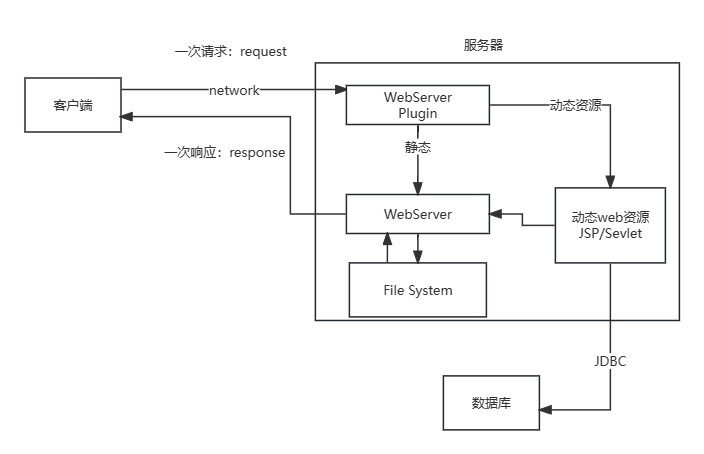 服务器
一次请求：request
客户端
network
WebServer
Plugin
动态资源
静态
一次响应：response
WebServer
动态web资源
JSP/Sevlet
File System
JDBC
数据库